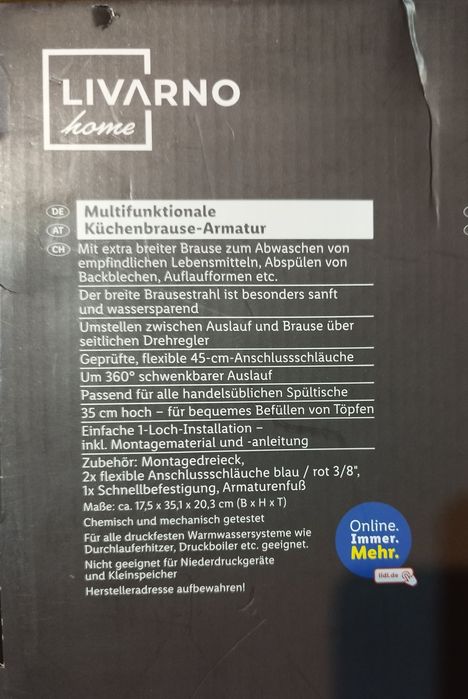 LIVARNO
home
DE
AT
CH
Multifunktionale
Küchenbrause-Armatur
Mit extra breiter Brause zum Abwaschen von
empfindlichen Lebensmitteln, Abspülen von
Backblechen, Auflaufformen etc.
Der breite Brausestrahl ist besonders sanft
und wassersparend
Umstellen zwischen Auslauf und Brause über
seitlichen Drehregler
Geprüfte, flexible 45-cm-Anschlussschläuche
Um 360° schwenkbarer Auslauf
Passend für alle handelsüblichen Spültische
35 cm hoch – für bequemes Befüllen von Töpfen
Einfache 1-Loch-Installation –
inkl. Montagematerial und -anleitung
Zubehör: Montagedreieck,
2x flexible Anschlussschläuche blau / rot 3/8",
1x Schnellbefestigung, Armaturenfuß
Maße: ca. 17,5 x 35,1 x 20,3 cm (B x H x T)
Chemisch und mechanisch getestet
Für alle druckfesten Warmwassersysteme wie
Durchlauferhitzer, Druckboiler etc. geeignet.
Nicht geeignet für Niederdruckgeräte
und Kleinspeicher
Herstelleradresse aufbewahren!
Online.
Immer.
Mehr.
lidl.de